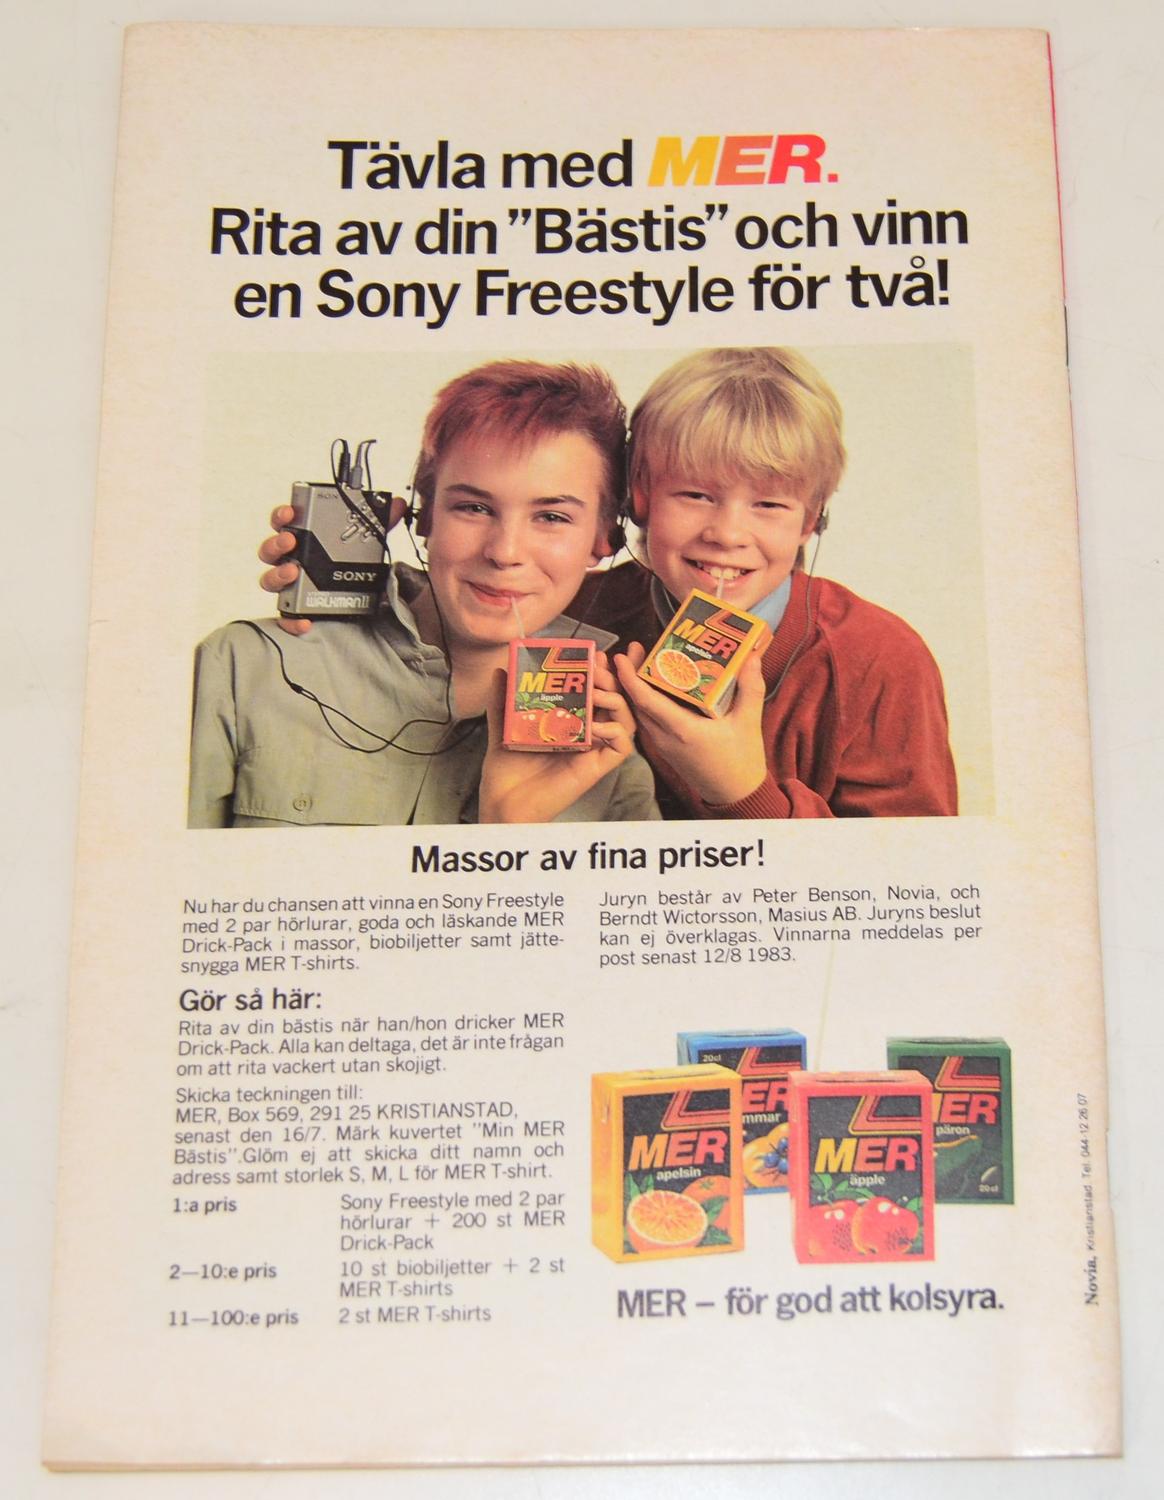 Tävla med MER.
Rita av din ”Bästis” och vinn
en Sony Freestyle för två!
SONY
SONY
WALKMAN II
MER
äpple
MER
apelsin
Massor av fina priser!
Nu har du chansen att vinna en Sony Freestyle
med 2 par hörlurar, goda och läskande MER
Drick-Pack i massor, biobiljetter samt jätte-
snygga MER T-shirts.
Gör så här:
Rita av din bästis när han/hon dricker MER
Drick-Pack. Alla kan deltaga, det är inte frågan
om att rita vackert utan skojigt.
Skicka teckningen till:
MER, Box 569, 291 25 KRISTIANSTAD,
senast den 16/7. Märk kuvertet ”Min MER
Bästis”.Glöm ej att skicka ditt namn och
adress samt storlek S, M, L för MER T-shirt.
1:a pris Sony Freestyle med 2 par
hörlurar + 200 st MER
Drick-Pack
2—10:e pris 10 st biobiljetter + 2 st
MER T-shirts
11—100:e pris 2 st MER T-shirts
Juryn består av Peter Benson, Novia, och
Berndt Wictorsson, Masius AB. Juryns beslut
kan ej överklagas. Vinnarna meddelas per
post senast 12/8 1983.
20cl
ER
mmar
MER
apelsin
MER
äpple
ER
päron
20cl
MER – för god att kolsyra.
Novia, Kristianstad. Tel. 044-12 26 07